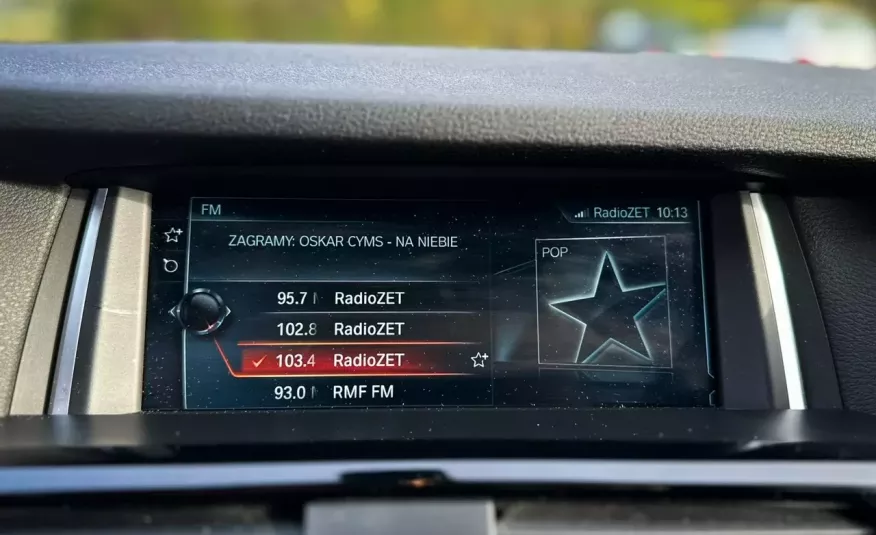 FM
RadioZET 10:13
ZAGRAMY: OSKAR CYMS - NA NIEBIE
POP
95.7 RadioZET
102.8 RadioZET
103.4 RadioZET
93.0 RMF FM